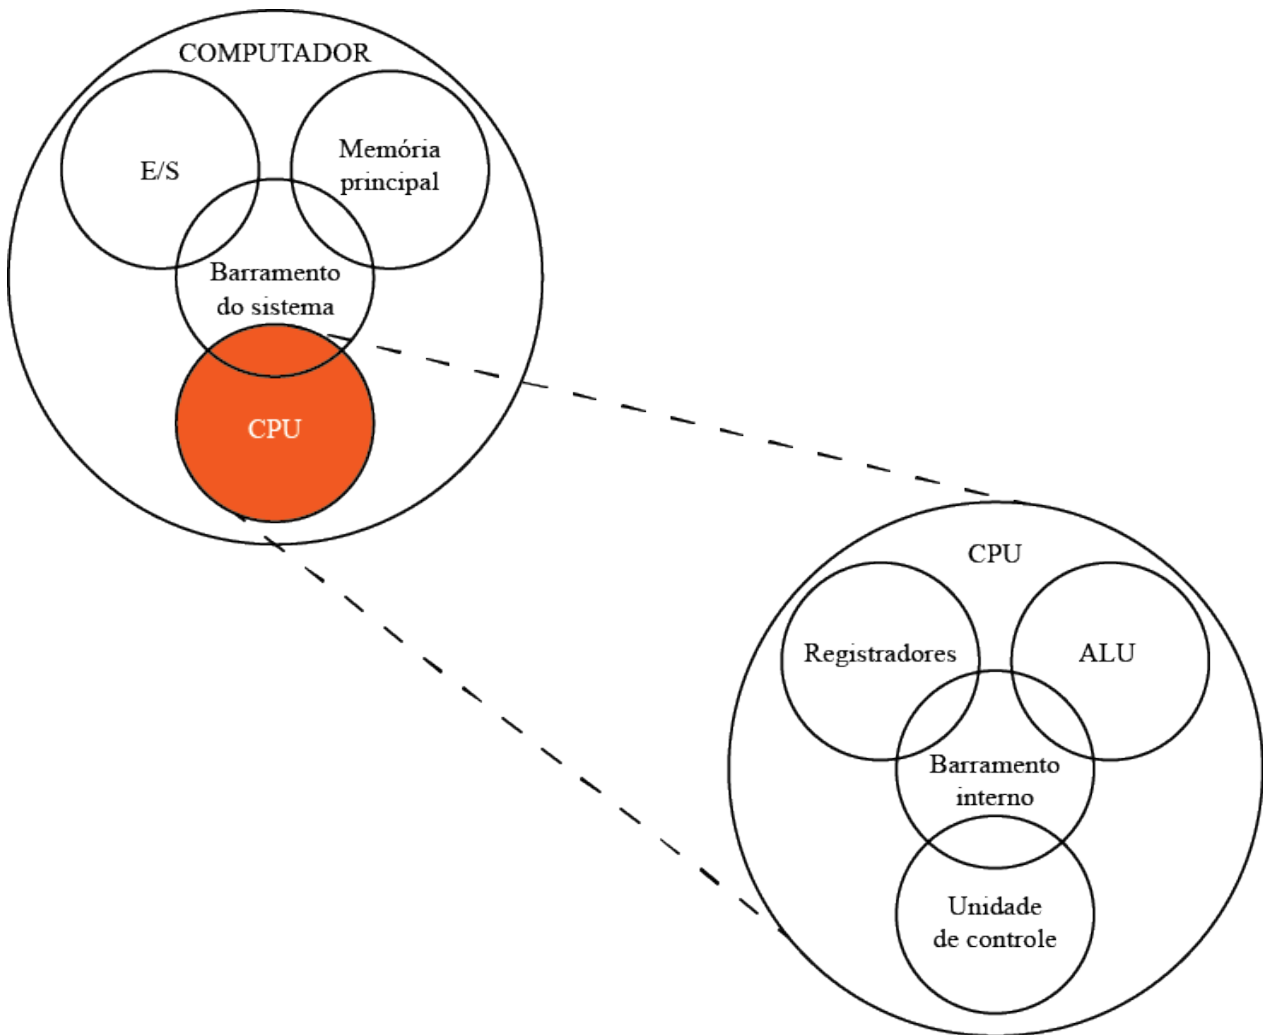 COMPUTADOR
E/S
Memória
principal
Barramento
do sistema
CPU
CPU
Registradores
ALU
Barramento
interno
Unidade
de controle